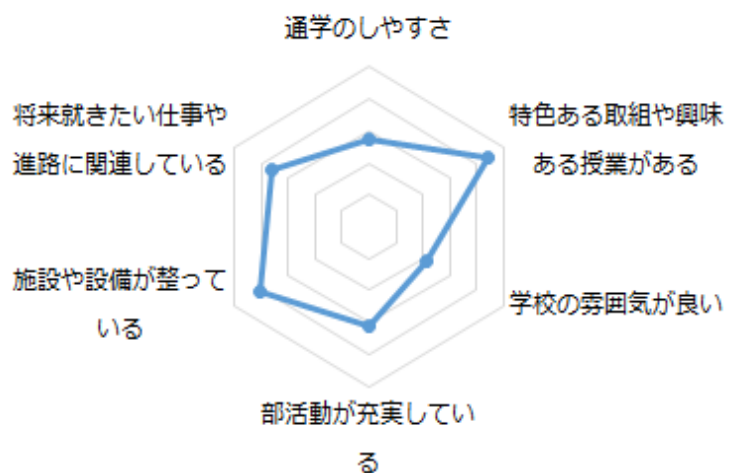 通学のしやすさ
特色ある取組や興味
ある授業がある
学校の雰囲気が良い
部活動が充実してい
る
施設や設備が整って
いる
将来就きたい仕事や
進路に関連している